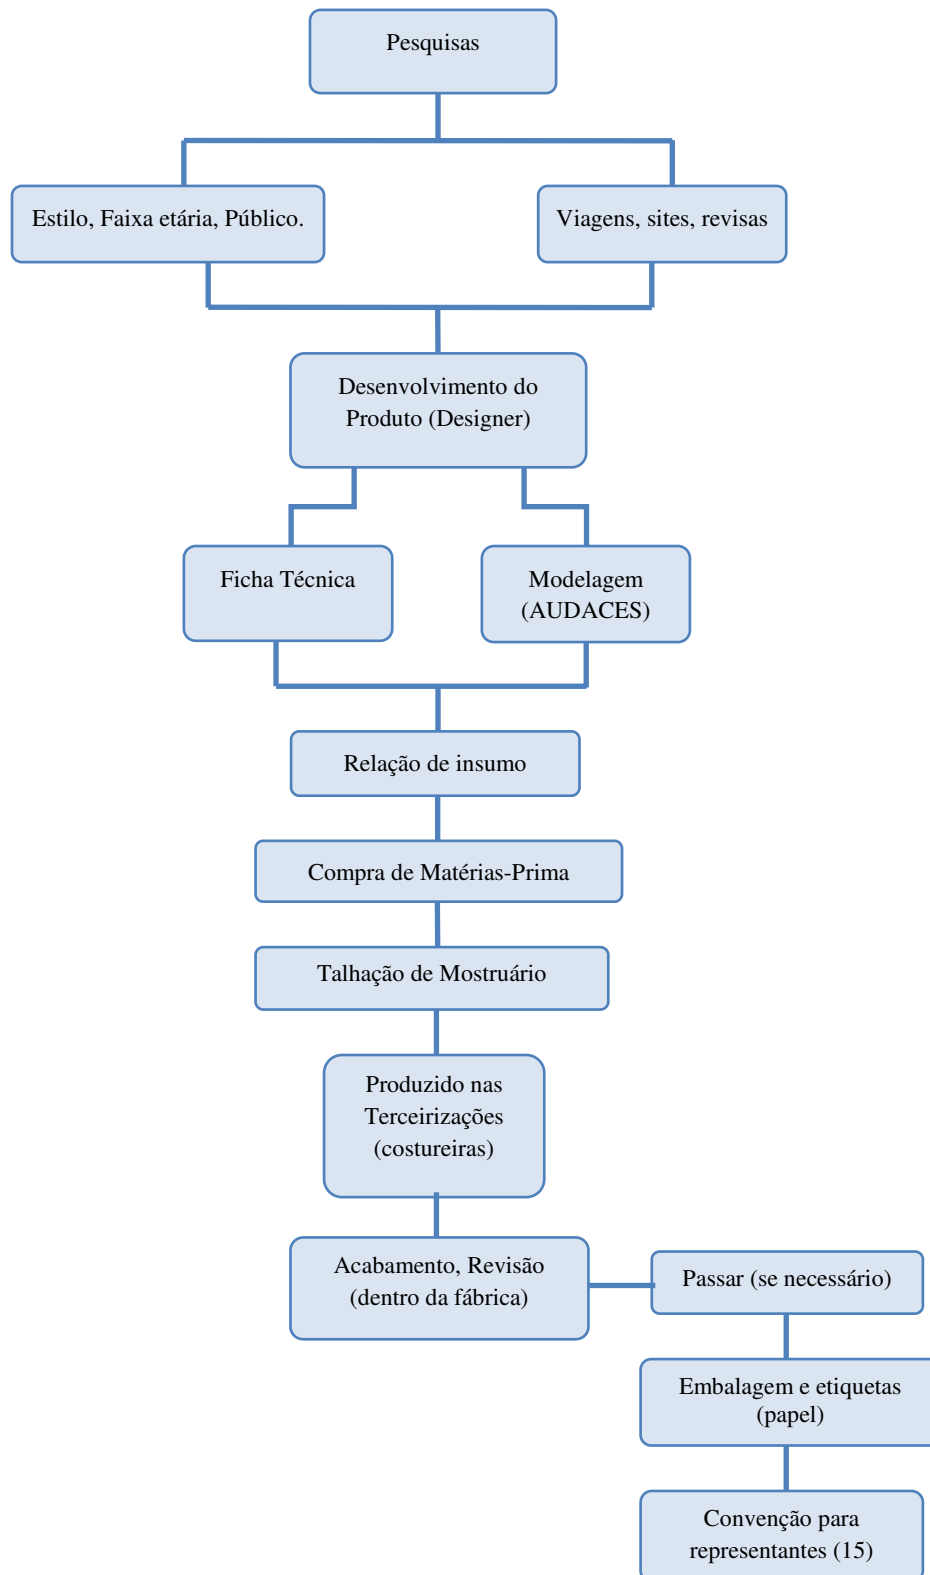 Pesquisas
Estilo, Faixa etária, Público.
Viagens, sites, revisas
Desenvolvimento do
Produto (Designer)
Ficha Técnica
Modelagem
(AUDACES)
Relação de insumo
Compra de Matérias-Prima
Talhação de Mostruário
Produzido nas
Terceirizações
(costureiras)
Acabamento, Revisão
(dentro da fábrica)
Passar (se necessário)
Embalagem e etiquetas
(papel)
Convenção para
representantes (15)